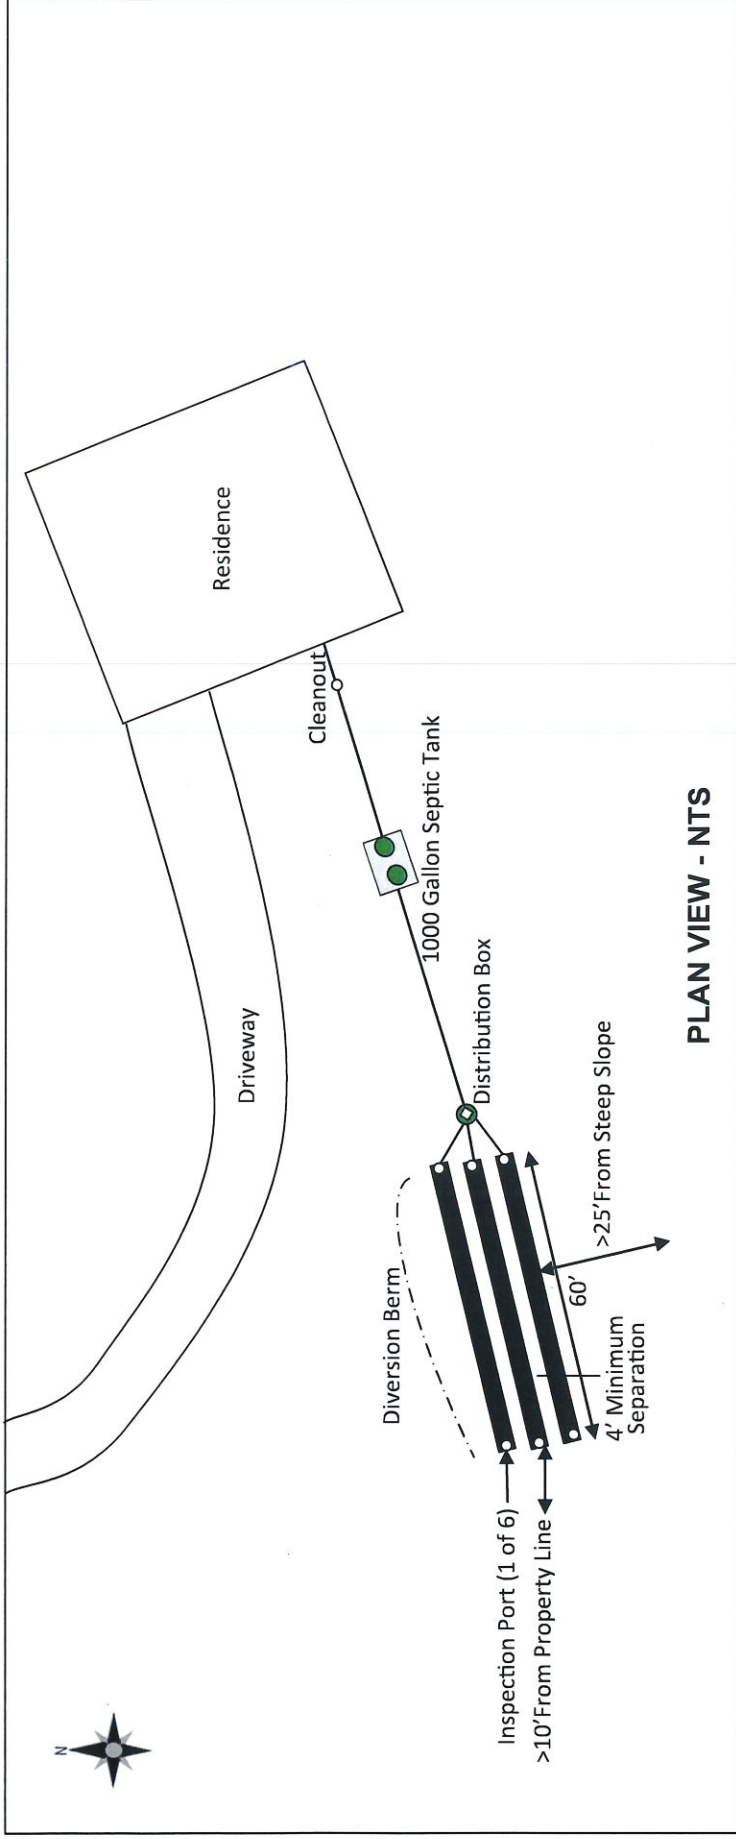 N
Residence
Driveway
Cleanout
1000 Gallon Septic Tank
Distribution Box
Diversion Berm
Inspection Port (1 of 6)
>10'From Property Line
4' Minimum
Separation
60'
>25'From Steep Slope
PLAN VIEW - NTS